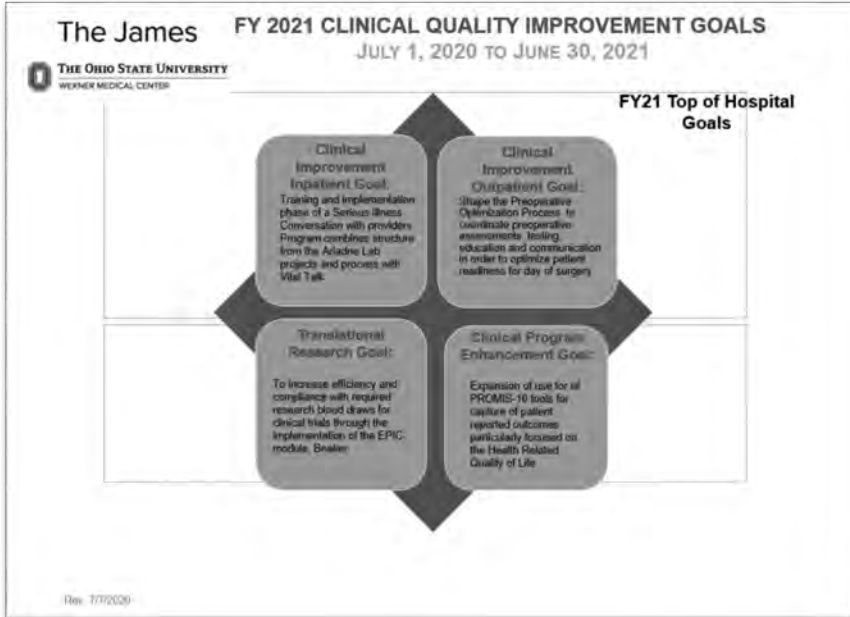 The James
THE OHIO STATE UNIVERSITY
WEXNER MEDICAL CENTER
FY 2021 CLINICAL QUALITY IMPROVEMENT GOALS
JULY 1, 2020 TO JUNE 30, 2021
FY21 Top of Hospital
Goals
Clinical
Improvement
Inpatient Goal:
Training and implementation
phase of a Serious Illness
Conversation with providers
Program combines structure
from the Ariadne Lab
projects and process with
Vital Talk
Clinical
Improvement
Outpatient Goal:
Shape the Preoperative
Optimization Process to
coordinate preoperative
assessments, testing,
education and communication
in order to optimize patient
readiness for day of surgery
Translational
Research Goal:
To increase efficiency and
compliance with required
research blood draws for
clinical trials through the
implementation of the EPIC
module, Beaker
Clinical Program
Enhancement Goal:
Expansion of use for of
PROMIS-10 tools for
capture of patient
reported outcomes
particularly focused on
the Health Related
Quality of Life
Rev. 7/7/2020